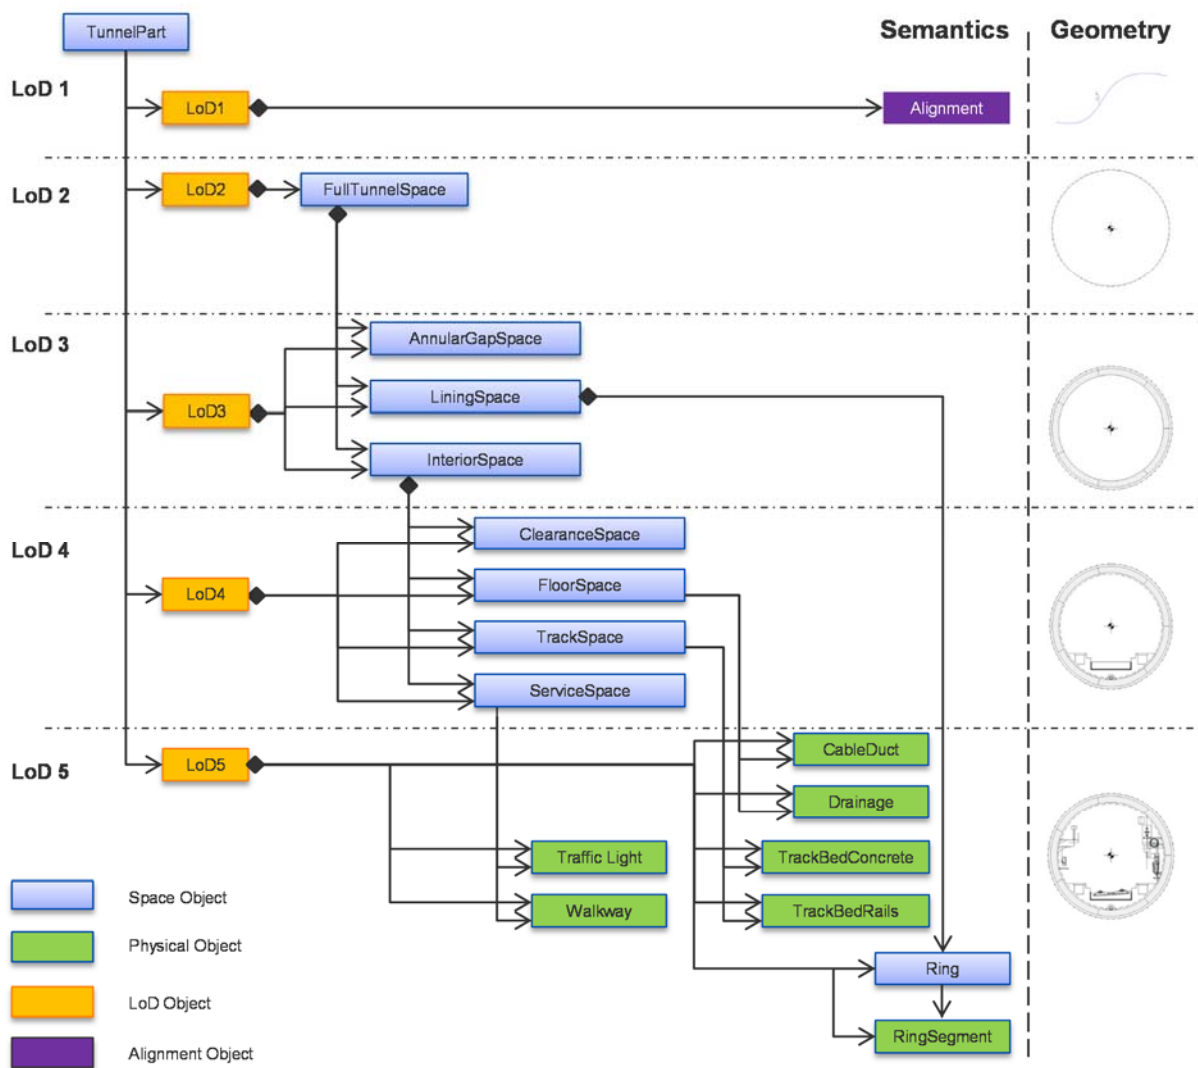 TunnelPart
Semantics
Geometry
LoD 1
LoD1
Alignment
LoD 2
LoD2
FullTunnelSpace
LoD 3
AnnularGapSpace
LiningSpace
LoD3
InteriorSpace
LoD 4
ClearanceSpace
LoD4
FloorSpace
TrackSpace
ServiceSpace
LoD 5
LoD5
CableDuct
Drainage
Traffic Light
TrackBedConcrete
Walkway
TrackBedRails
Ring
RingSegment
Space Object
Physical Object
LoD Object
Alignment Object